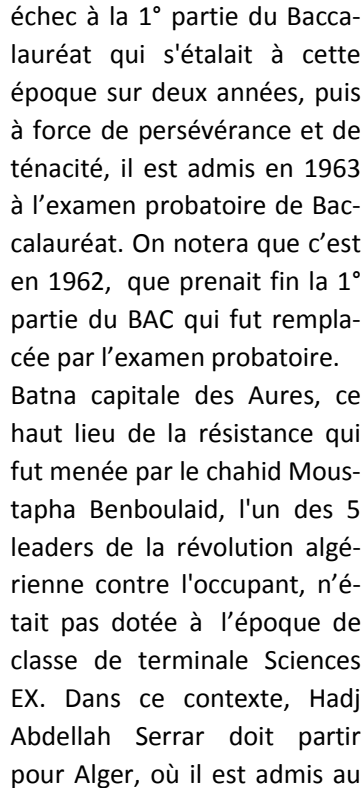 échec à la 1° partie du Bacca-
lauréat qui s'étalait à cette
époque sur deux années, puis
à force de persévérance et de
ténacité, il est admis en 1963
à l’examen probatoire de Bac-
calauréat. On notera que c’est
en 1962, que prenait fin la 1°
partie du BAC qui fut rempla-
cée par l’examen probatoire.
Batna capitale des Aures, ce
haut lieu de la résistance qui
fut menée par le chahid Mous-
tapha Benboulaid, l'un des 5
leaders de la révolution algé-
rienne contre l'occupant, n’é-
tait pas dotée à l’époque de
classe de terminale Sciences
EX. Dans ce contexte, Hadj
Abdellah Serrar doit partir
pour Alger, où il est admis au